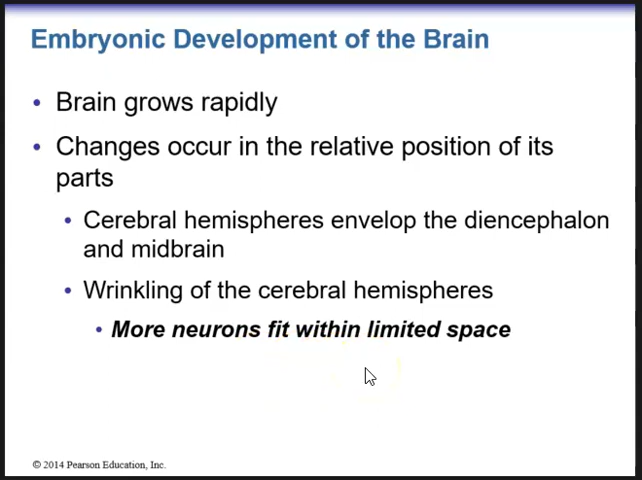 Embryonic Development of the Brain
• Brain grows rapidly
• Changes occur in the relative position of its
parts
• Cerebral hemispheres envelop the diencephalon
and midbrain
• Wrinkling of the cerebral hemispheres
• More neurons fit within limited space
© 2014 Pearson Education, Inc.